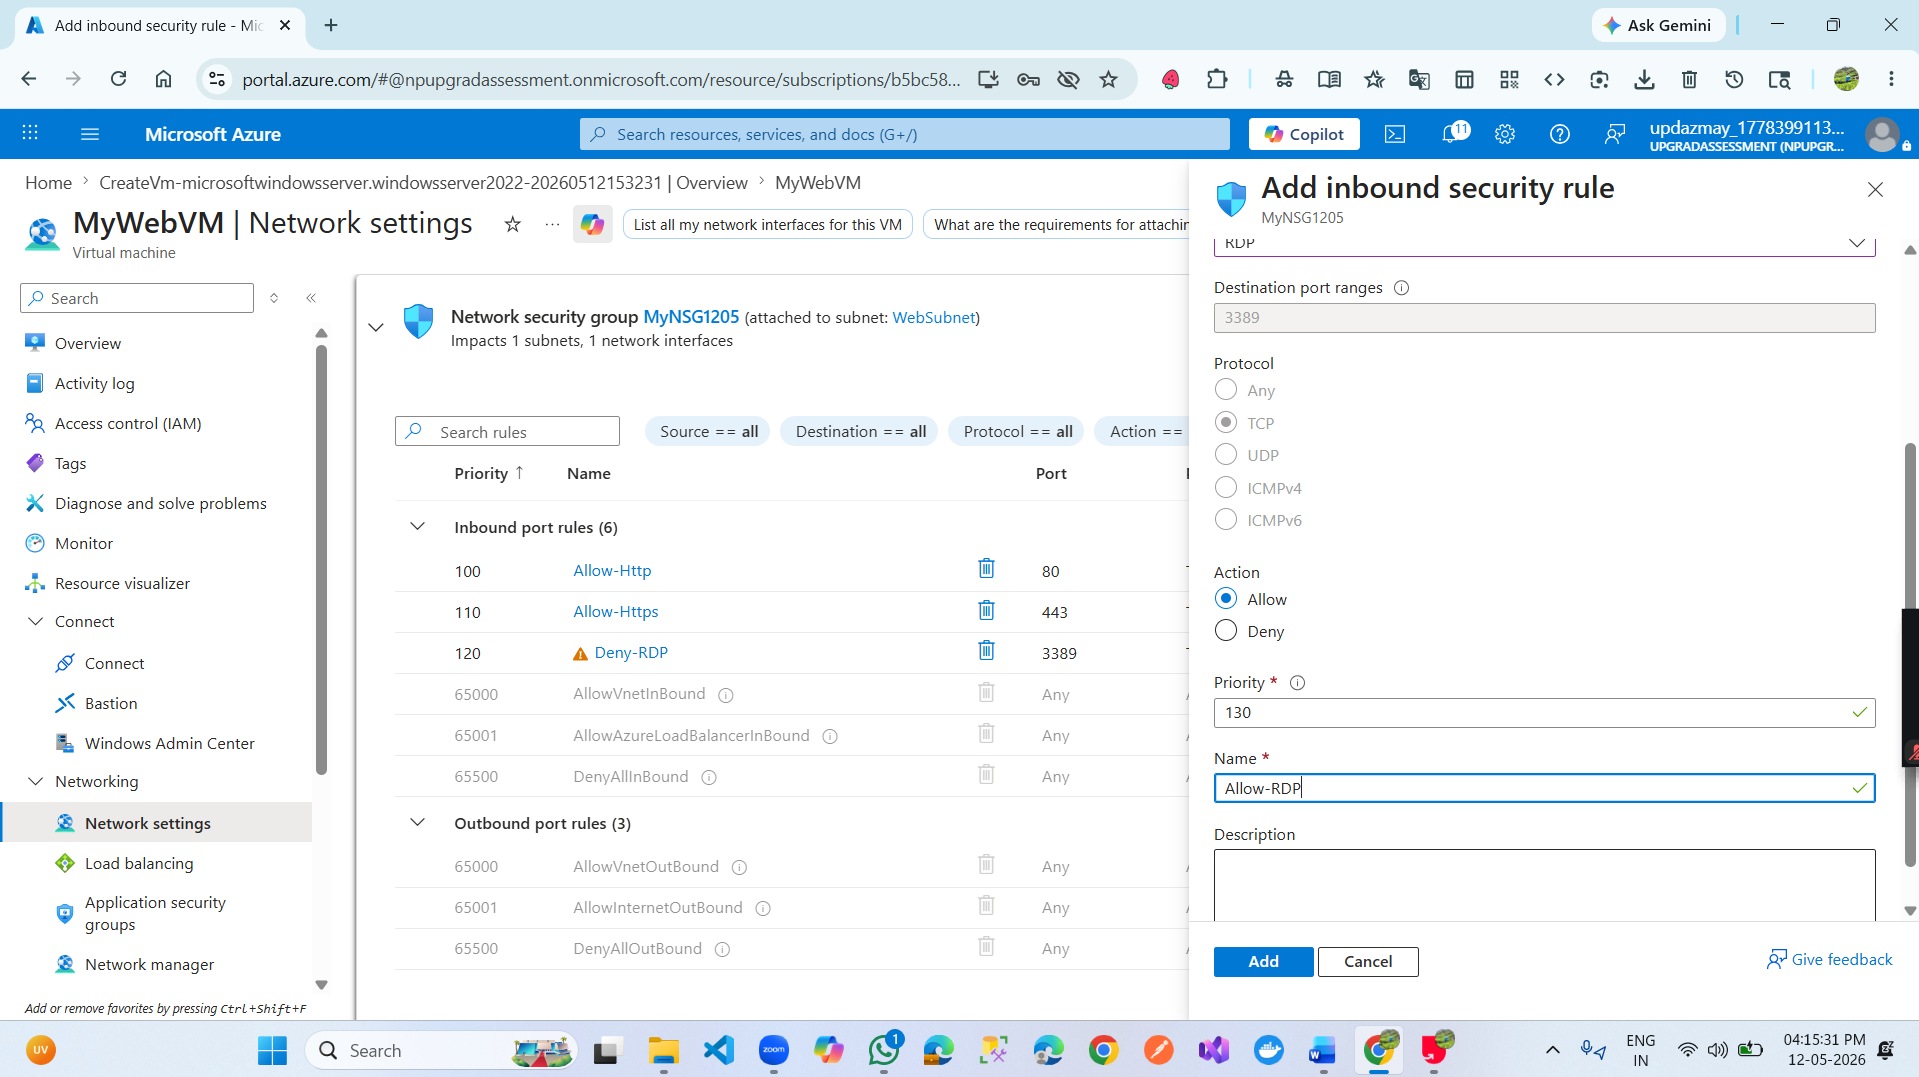 Add inbound security rule - Mic
Ask Gemini
portal.azure.com/#@npupgradassessment.onmicrosoft.com/resource/subscriptions/b5bc58...
Microsoft Azure
Search resources, services, and docs (G+/)
Copilot
11
updazmay_1778399113...
UPGRADASSESSMENT (NPUPGR...
Home > CreateVm-microsoftwindowsserver.windowsserver2022-20260512153231 | Overview > MyWebVM
MyWebVM | Network settings
Virtual machine
List all my network interfaces for this VM
What are the requirements for attachin
Search
Overview
Activity log
Access control (IAM)
Tags
Diagnose and solve problems
Monitor
Resource visualizer
Connect
Connect
Bastion
Windows Admin Center
Networking
Network settings
Load balancing
Application security groups
Network manager
Add or remove favorites by pressing Ctrl+Shift+F
Network security group MyNSG1205 (attached to subnet: WebSubnet)
Impacts 1 subnets, 1 network interfaces
Search rules
Source == all
Destination == all
Protocol == all
Action ==
Priority ↑ Name Port
Inbound port rules (6)
100 Allow-Http 80
110 Allow-Https 443
120 Deny-RDP 3389
65000 AllowVnetInBound Any
65001 AllowAzureLoadBalancerInBound Any
65500 DenyAllInBound Any
Outbound port rules (3)
65000 AllowVnetOutBound Any
65001 AllowInternetOutBound Any
65500 DenyAllOutBound Any
Add inbound security rule
MyNSG1205
RDP
Destination port ranges
3389
Protocol
Any
TCP
UDP
ICMPv4
ICMPv6
Action
Allow
Deny
Priority *
130
Name *
Allow-RDP
Description
Add
Cancel
Give feedback
UV
Search
zoom
1
ENG
IN
04:15:31 PM
12-05-2026